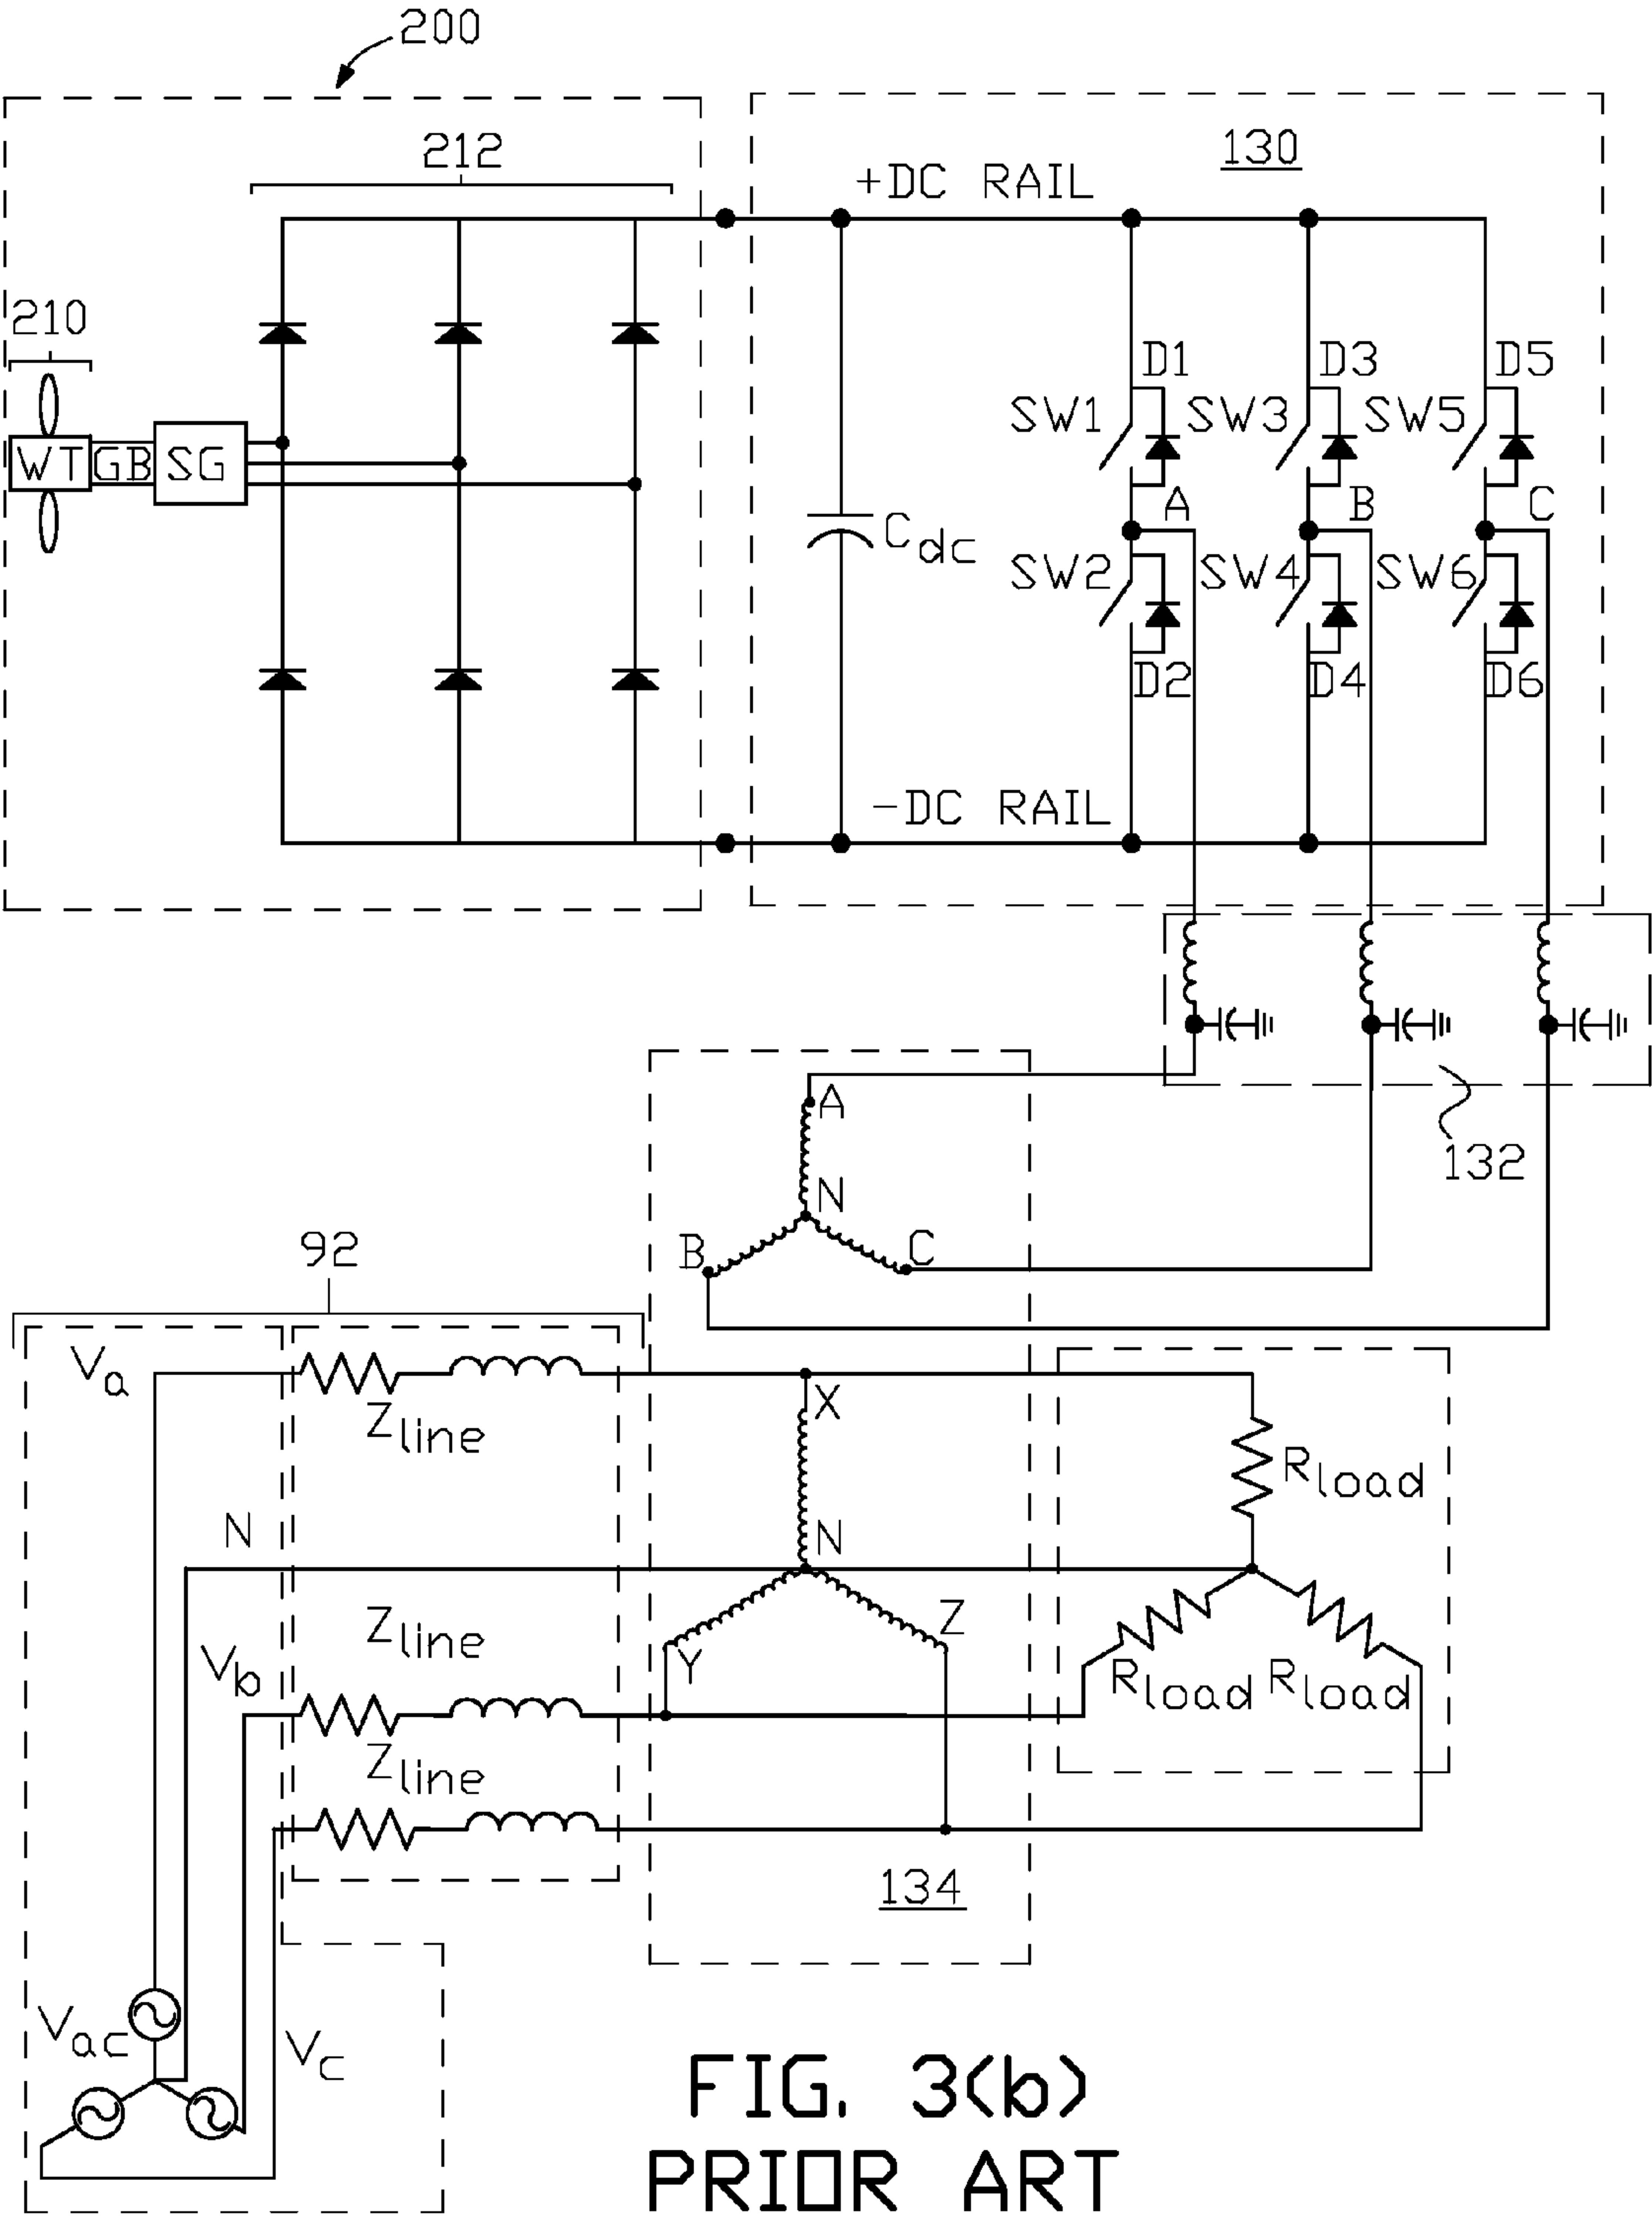 200
212
130
+DC RAIL
210
D1
D3
D5
SW1
SW3
SW5
WT
GB
SG
A
B
C
Cdc
SW2
SW4
SW6
D2
D4
D6
-DC RAIL
A
132
N
B
C
92
Va
X
Zline
Rload
N
N
Zline
Z
Vb
Y
Rload
Rload
Zline
134
Vac
Vc
FIG. 3(b)
PRIOR ART